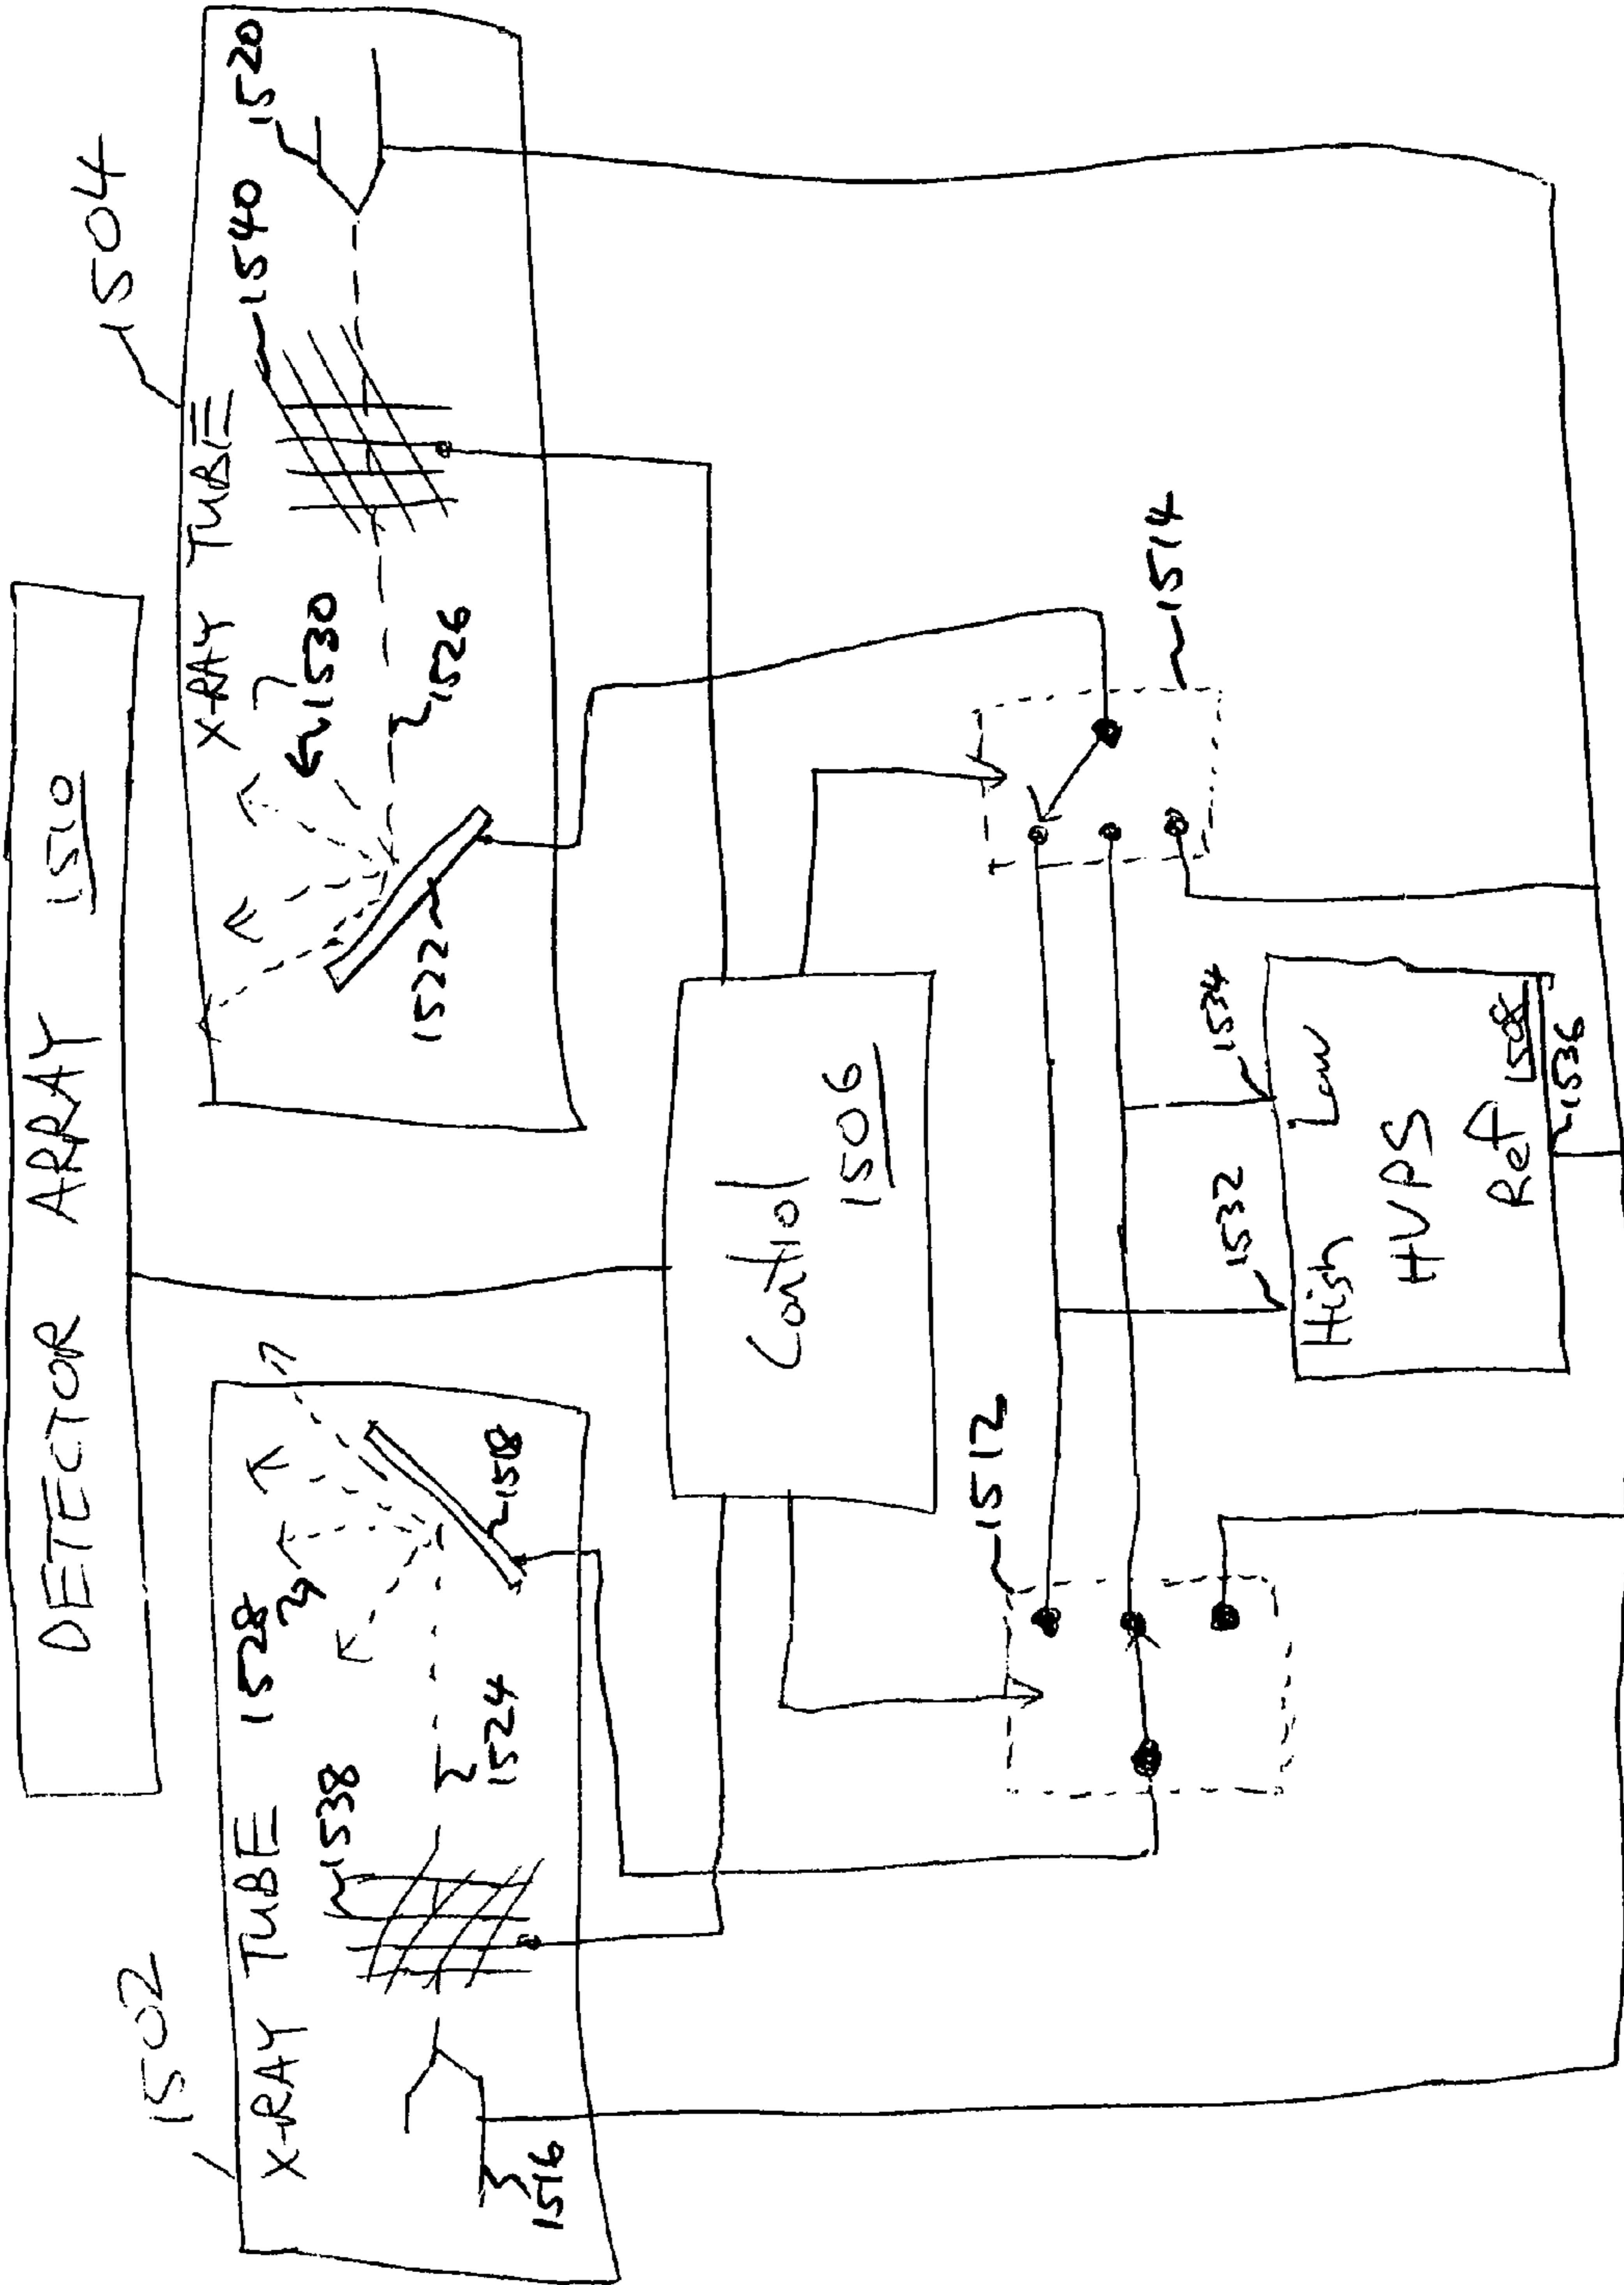 DETECTOR ARRAY 1510
1502
1504
X-RAY TUBE 1528
X-RAY TUBE
1538
1530
1540
1520
1524
1526
1516
1518
1522
Control
1506
1512
1514
1532
1534
High Low
HVPS
Ref 1508
1536